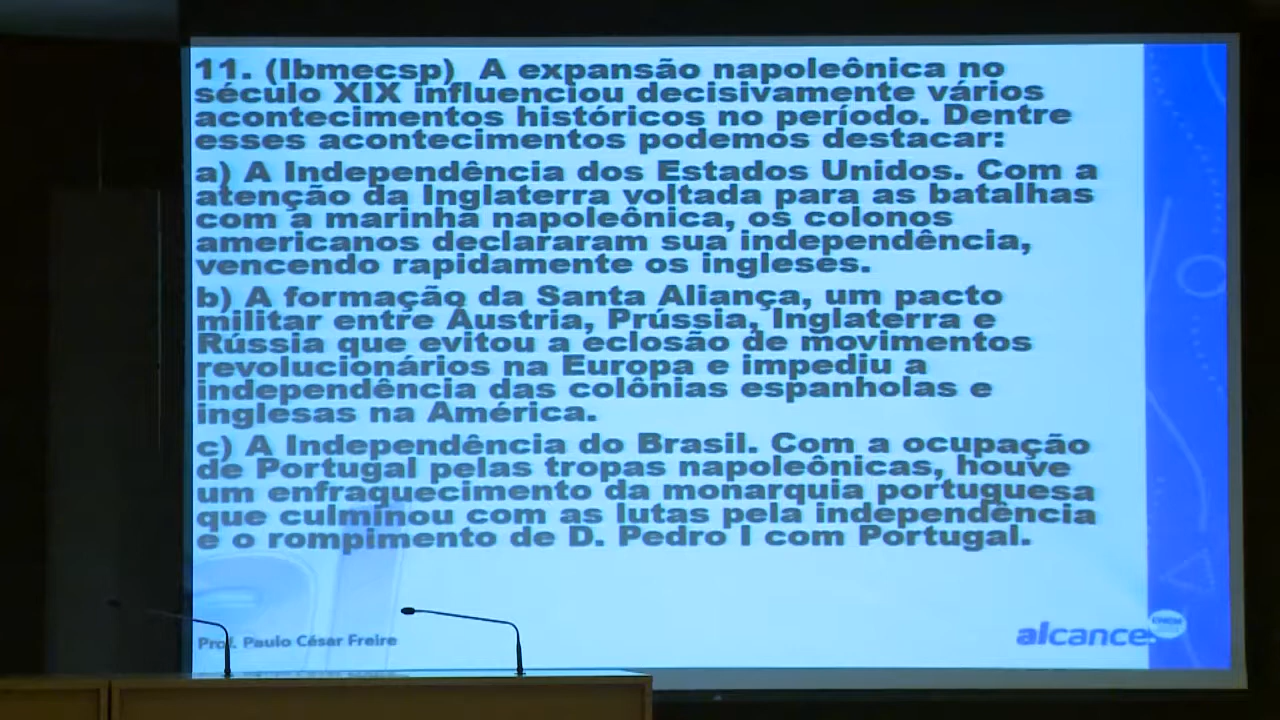 11. (Ibmecsp) A expansão napoleônica no
século XIX influenciou decisivamente vários
acontecimentos históricos no período. Dentre
esses acontecimentos podemos destacar:
a) A Independência dos Estados Unidos. Com a
atenção da Inglaterra voltada para as batalhas
com a marinha napoleônica, os colonos
americanos declararam sua independência,
vencendo rapidamente os ingleses.
b) A formação da Santa Aliança, um pacto
militar entre Áustria, Prússia, Inglaterra e
Rússia que evitou a eclosão de movimentos
revolucionários na Europa e impediu a
independência das colônias espanholas e
inglesas na América.
c) A Independência do Brasil. Com a ocupação
de Portugal pelas tropas napoleônicas, houve
um enfraquecimento da monarquia portuguesa
que culminou com as lutas pela independência
e o rompimento de D. Pedro I com Portugal.
Prof. Paulo César Freire
alcance ENEM